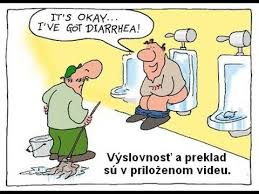 IT'S OKAY...
I'VE GOT DIARRHEA!
Výslovnosť a preklad
sú v priloženom videu.